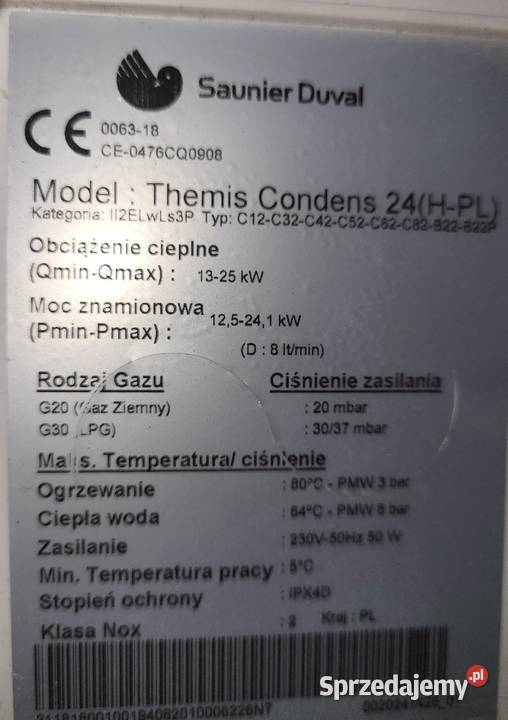 Saunier Duval
CE 0063-18
CE-0476CQ0908
Model : Themis Condens 24(H-PL)
Kategoria: II2ELwLs3P Typ: C12-C32-C42-C52-C62-C82-B22-B22P
Obciążenie cieplne
(Qmin-Qmax) : 13-25 kW
Moc znamionowa
(Pmin-Pmax) : 12,5-24,1 kW
(D : 8 lt/min)
Rodzaj Gazu Ciśnienie zasilania
G20 (Gaz Ziemny) : 20 mbar
G30 (LPG) : 30/37 mbar
Maks. Temperatura/ ciśnienie
Ogrzewanie : 80°C - PMW 3 bar
Ciepła woda : 64°C - PMW 8 bar
Zasilanie : 230V-50Hz 50 W
Min. Temperatura pracy : 5°C
Stopień ochrony : IPX4D
Klasa Nox : 2 Kraj : PL
Sprzedajemy.pl